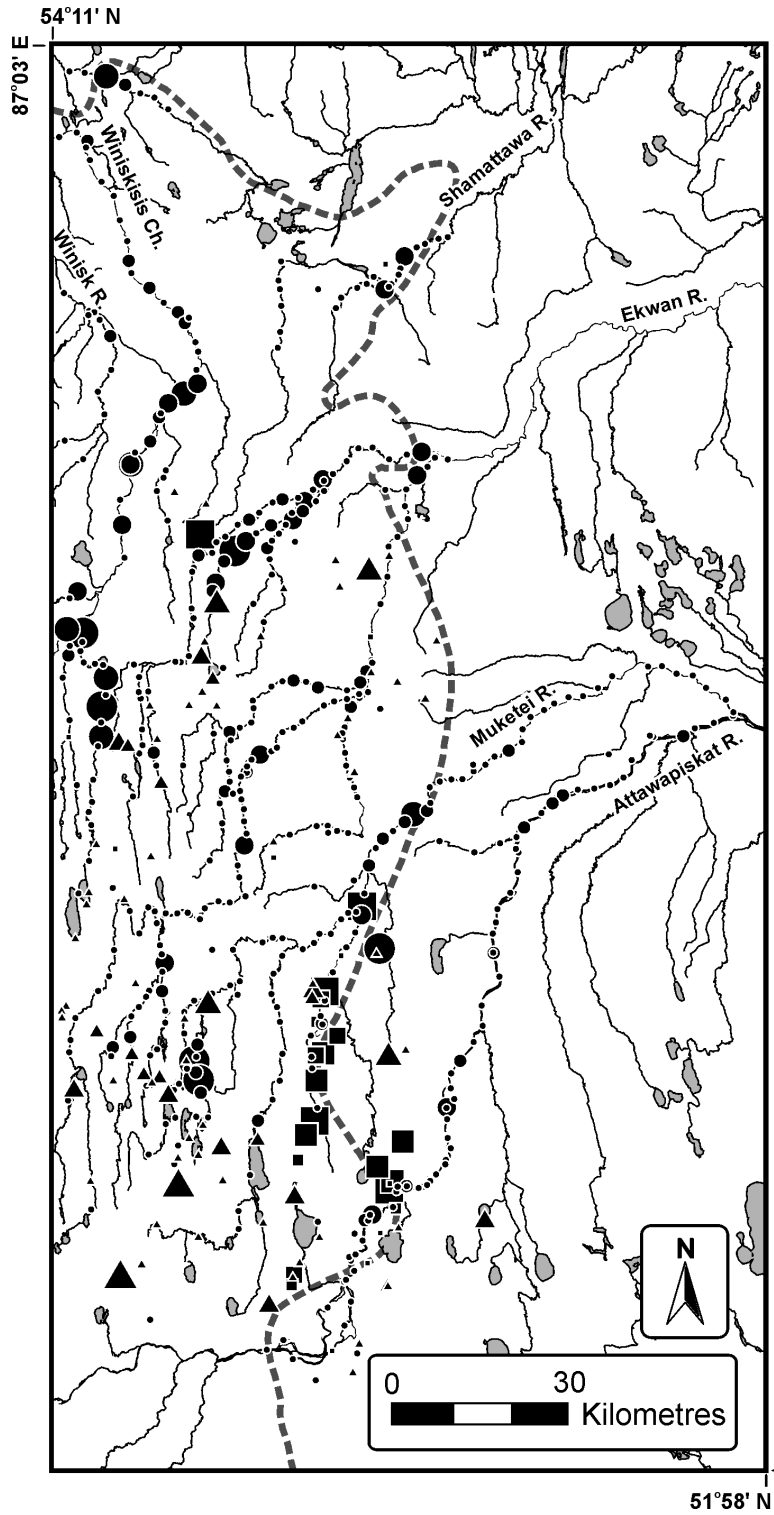 54°11' N
87°03' E
Winiskisis Ch.
Shamattawa R.
Winisk R.
Ekwan R.
Muketei R.
Attawapiskat R.
N
0 30
Kilometres
51°58' N